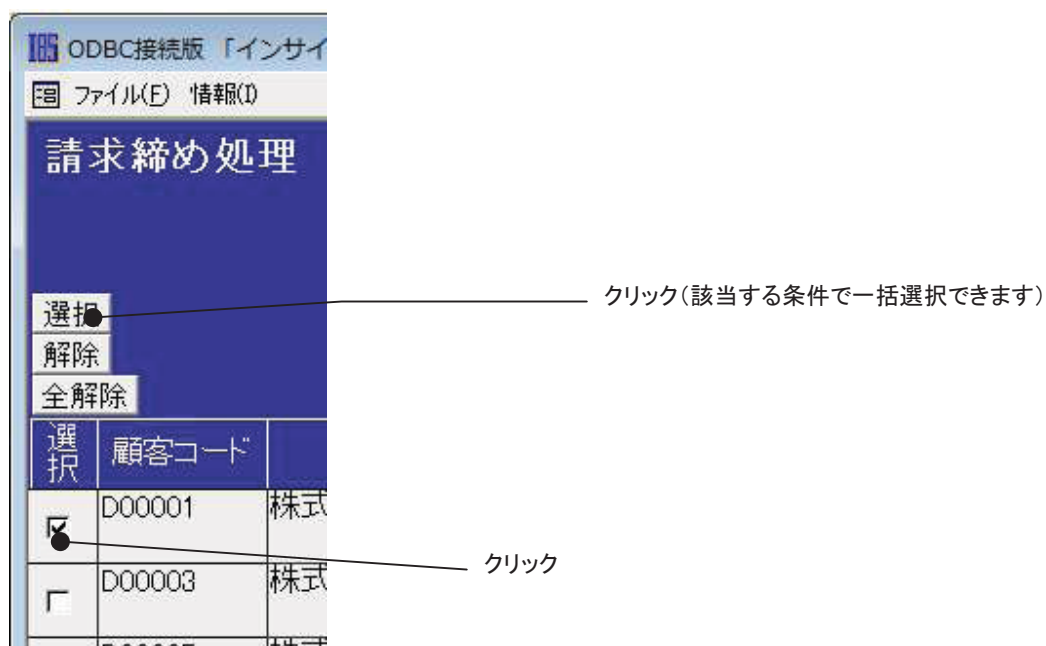 IBS ODBC接続版 「インサイ
ファイル(F) 情報(I)
請求締め処理
選択
クリック(該当する条件で一括選択できます)
解除
全解除
選択 顧客コード
D00001 株式
クリック
D00003 株式